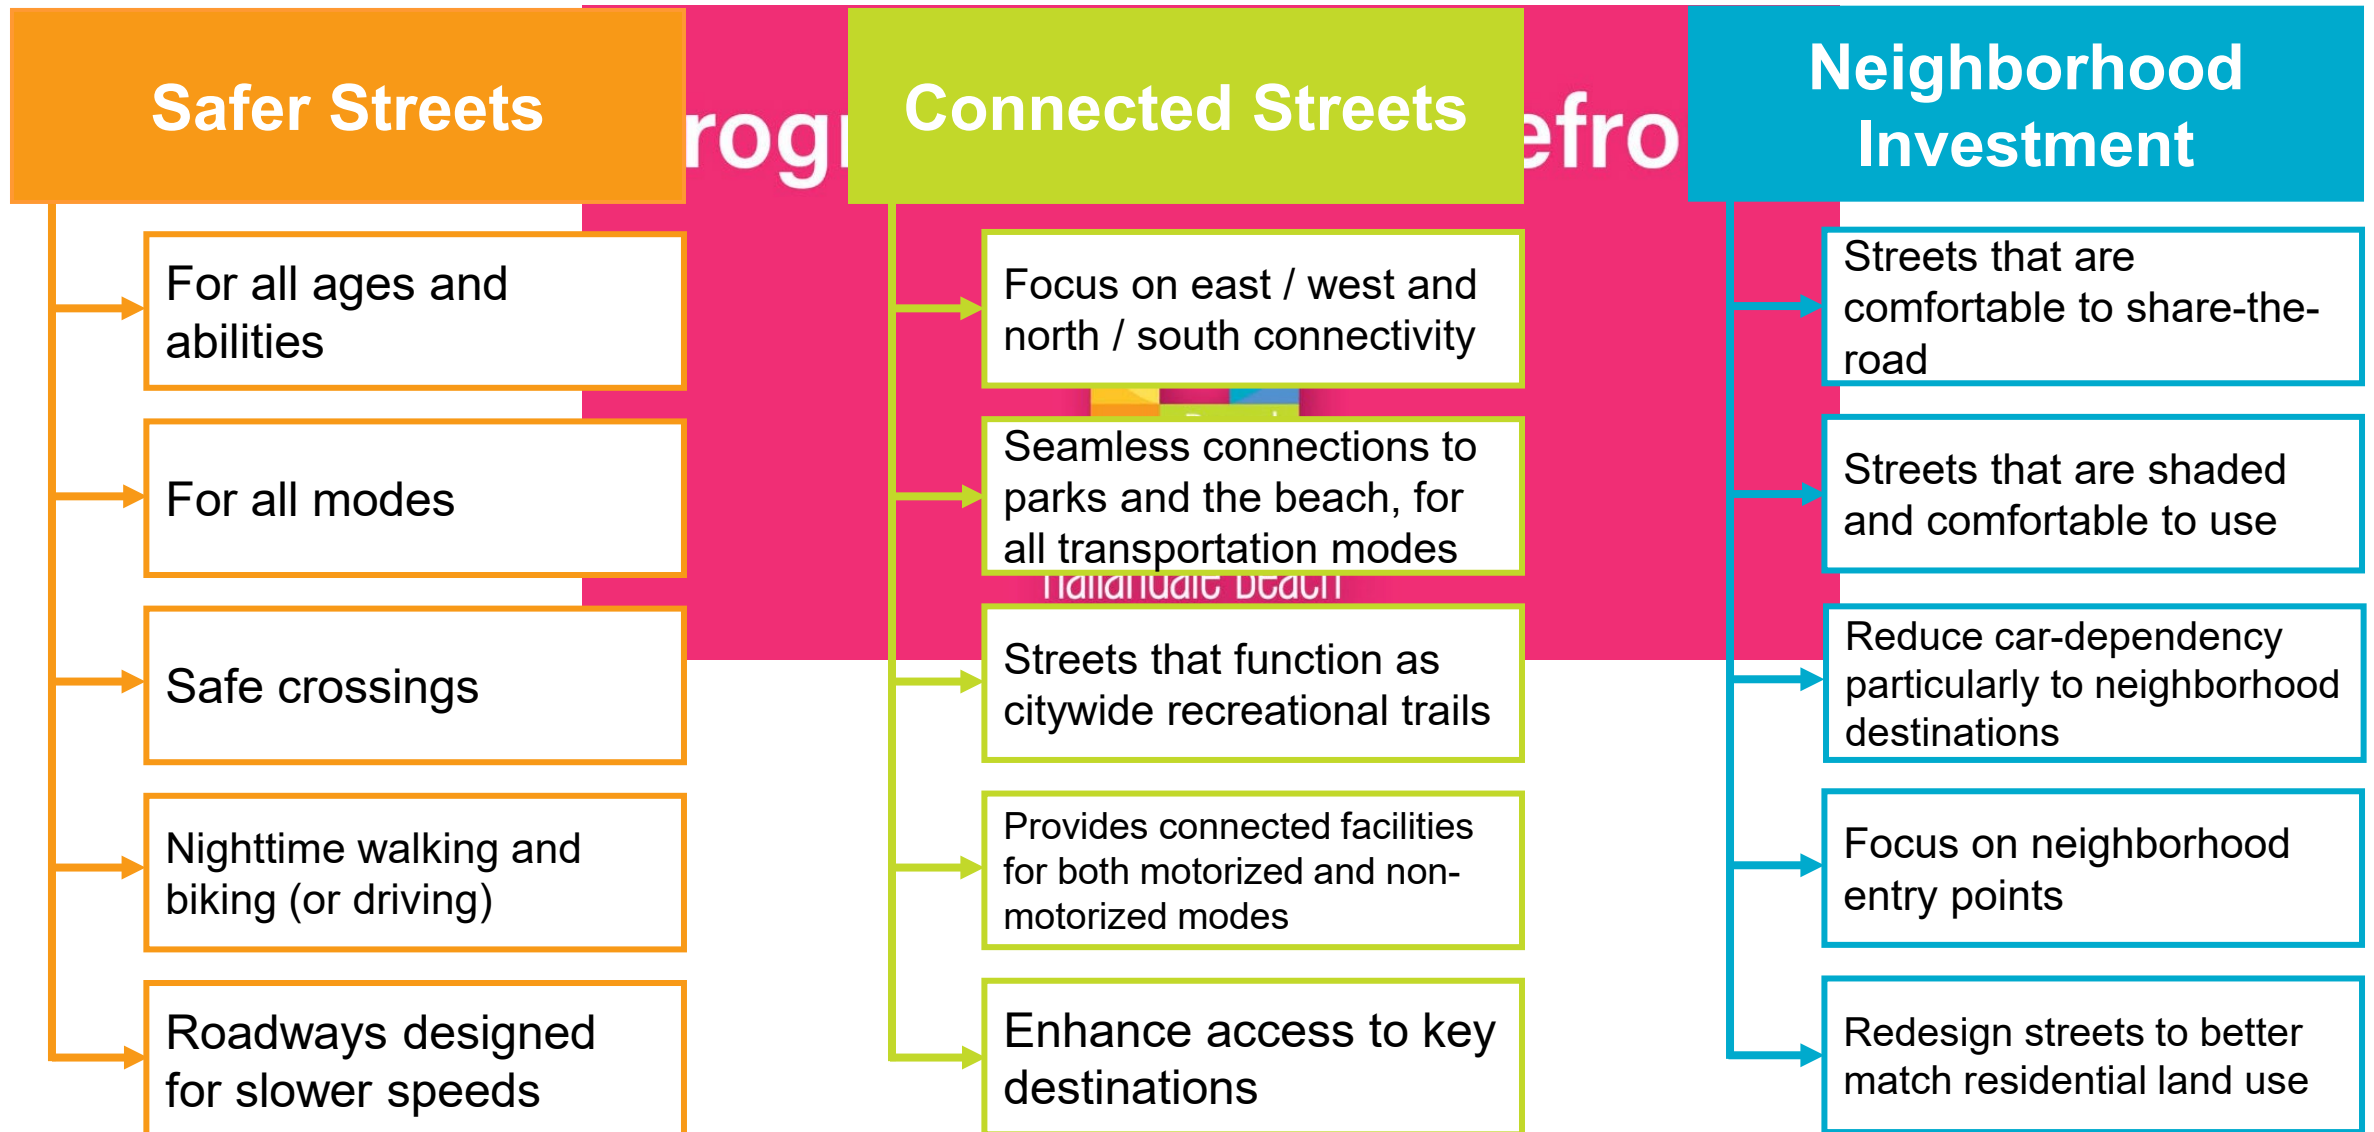 Safer Streets
For all ages and
abilities
For all modes
Safe crossings
Nighttime walking and
biking (or driving)
Roadways designed
for slower speeds
Connected Streets
Focus on east / west and
north / south connectivity
Seamless connections to
parks and the beach, for
all transportation modes
Streets that function as
citywide recreational trails
Provides connected facilities
for both motorized and non-
motorized modes
Enhance access to key
destinations
Neighborhood
Investment
Streets that are
comfortable to share-the-
road
Streets that are shaded
and comfortable to use
Reduce car-dependency
particularly to neighborhood
destinations
Focus on neighborhood
entry points
Redesign streets to better
match residential land use
Hallandale Beach